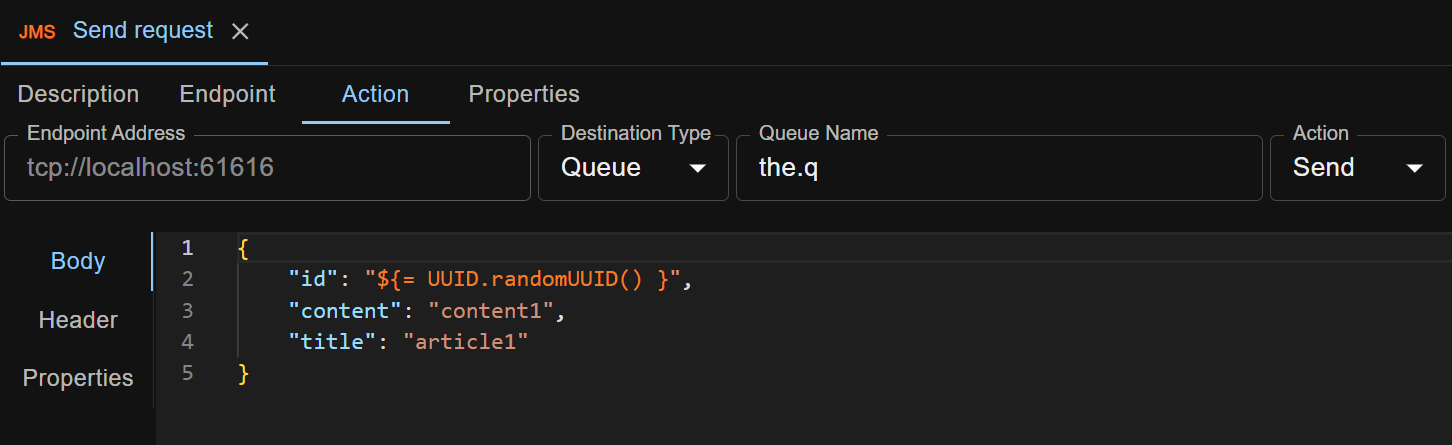 JMS Send request
Description Endpoint Action Properties
Endpoint Address Destination Type Queue Name Action
tcp://localhost:61616 Queue the.q Send
Body
Header
Properties
1 {
2     "id": "${= UUID.randomUUID() }",
3     "content": "content1",
4     "title": "article1"
5 }